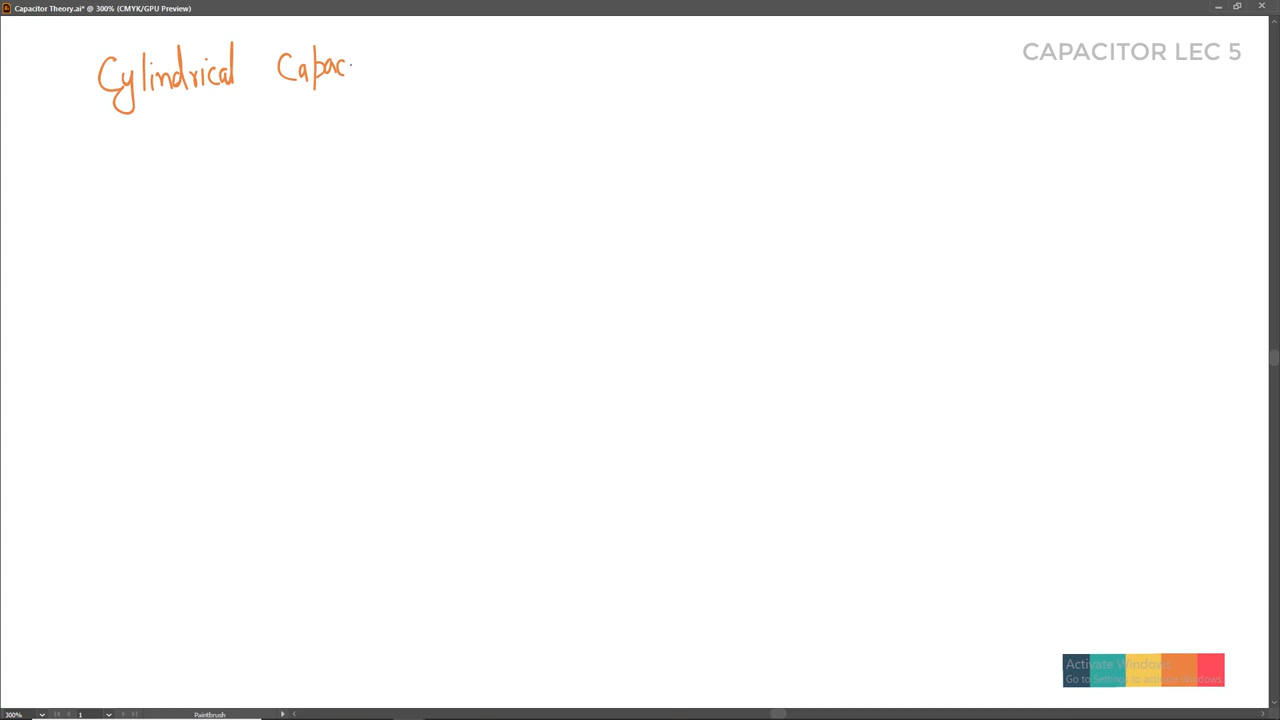 Capacitor Theory.ai* @ 300% (CMYK/GPU Preview)
CAPACITOR LEC 5
Cylindrical Capac
Activate Windows
Go to Settings to activate Windows.
300%
1
Paintbrush